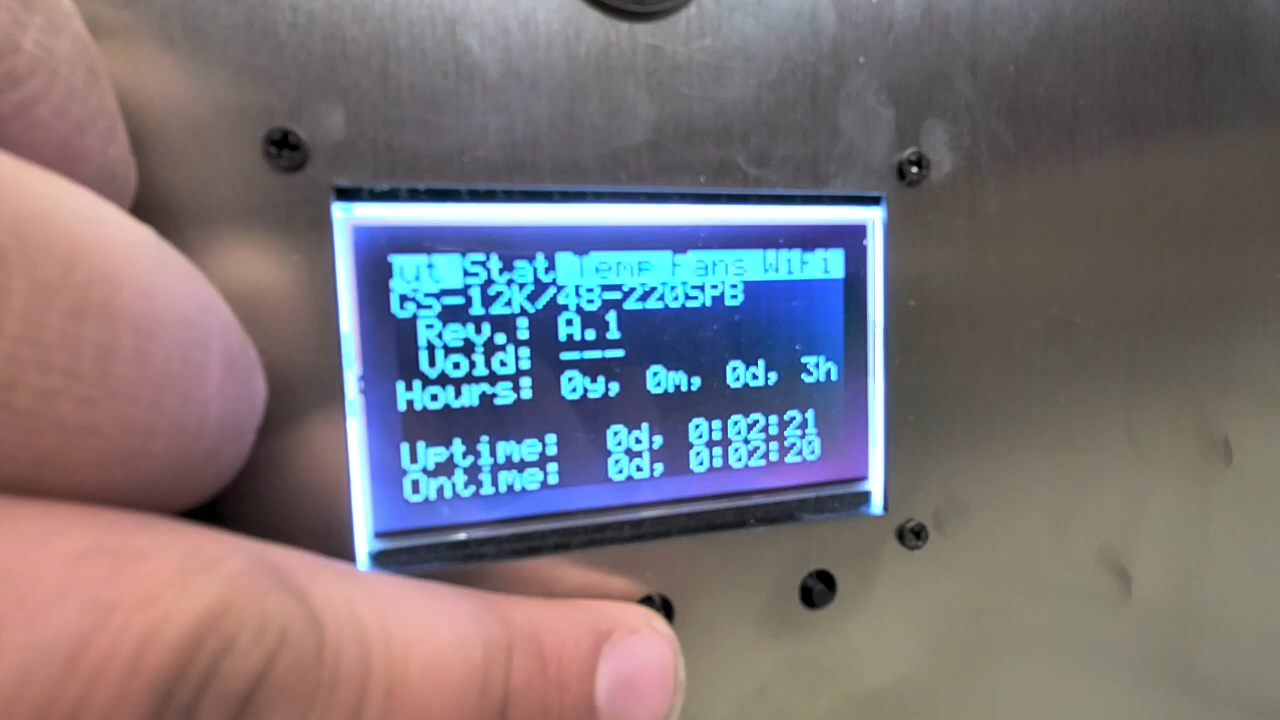 Stat Temp Fans WiFi
GS-12K/48-220SPB
Rev.: A.1
Void: ---
Hours: 0y, 0m, 0d, 3h
Uptime: 0d, 0:02:21
Ontime: 0d, 0:02:20